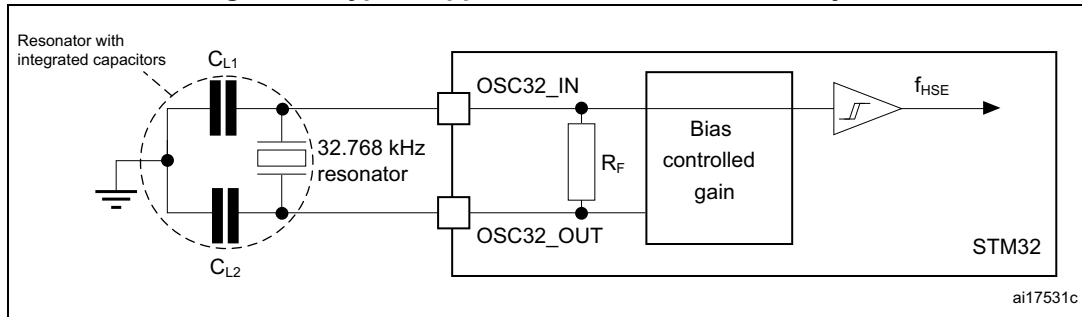 Resonator with
integrated capacitors
CL1
OSC32_IN
fHSE
32.768 kHz
resonator
RF
Bias
controlled
gain
OSC32_OUT
STM32
CL2
ai17531c